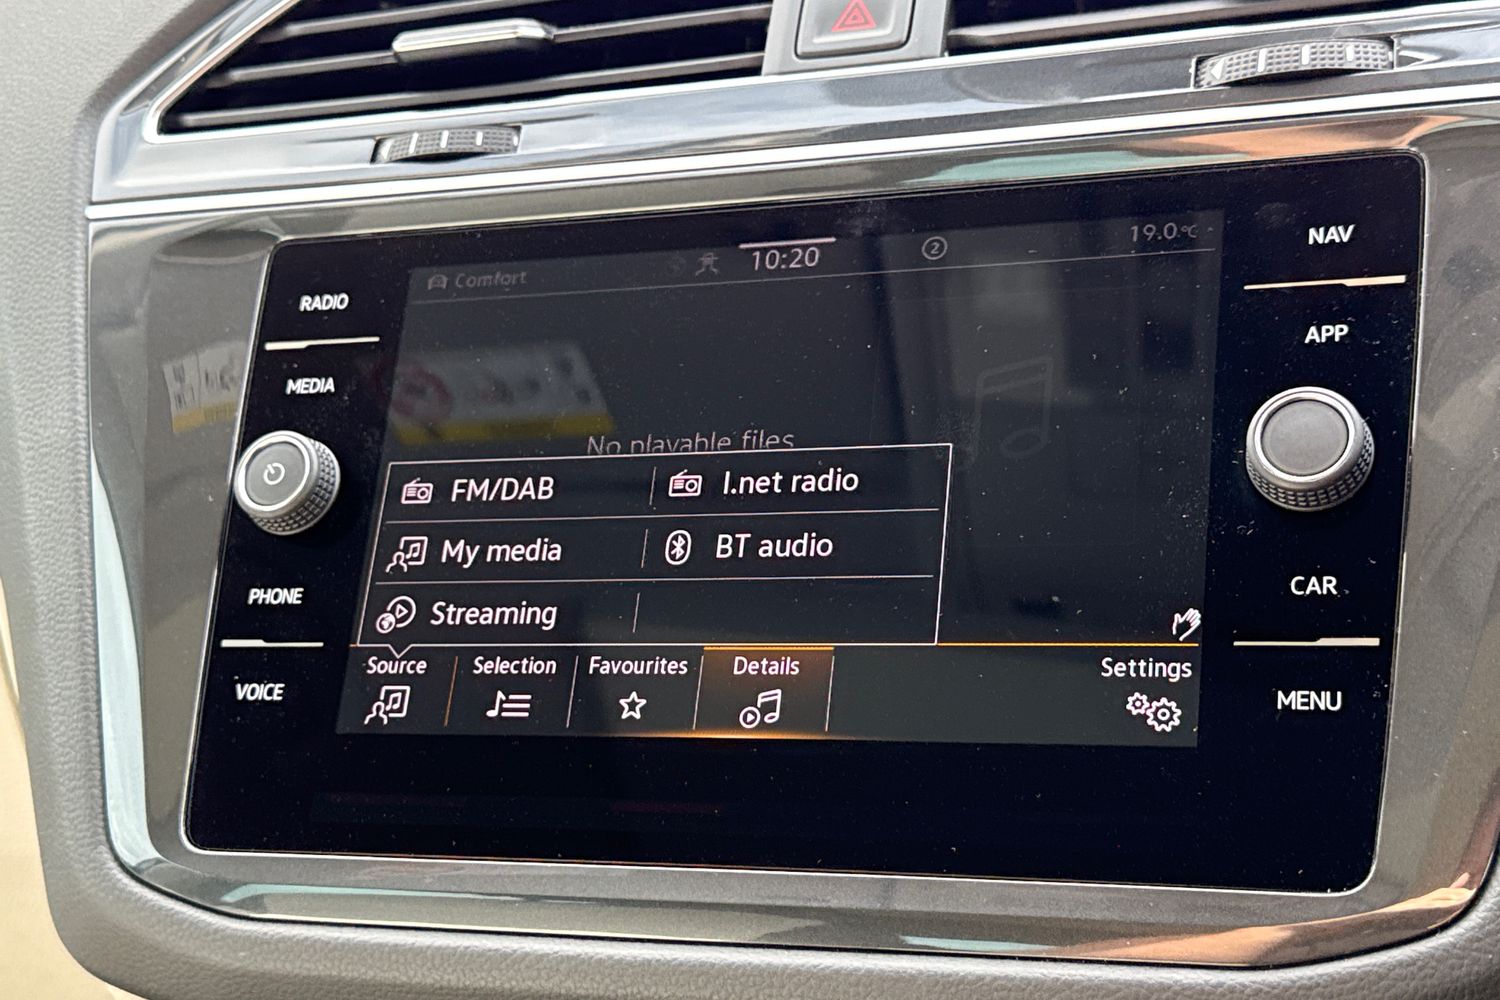 RADIO
MEDIA
PHONE
VOICE
Comfort
10:20
2
19.0°C
No playable files
FM/DAB
I.net radio
My media
BT audio
Streaming
Source
Selection
Favourites
Details
Settings
NAV
APP
CAR
MENU